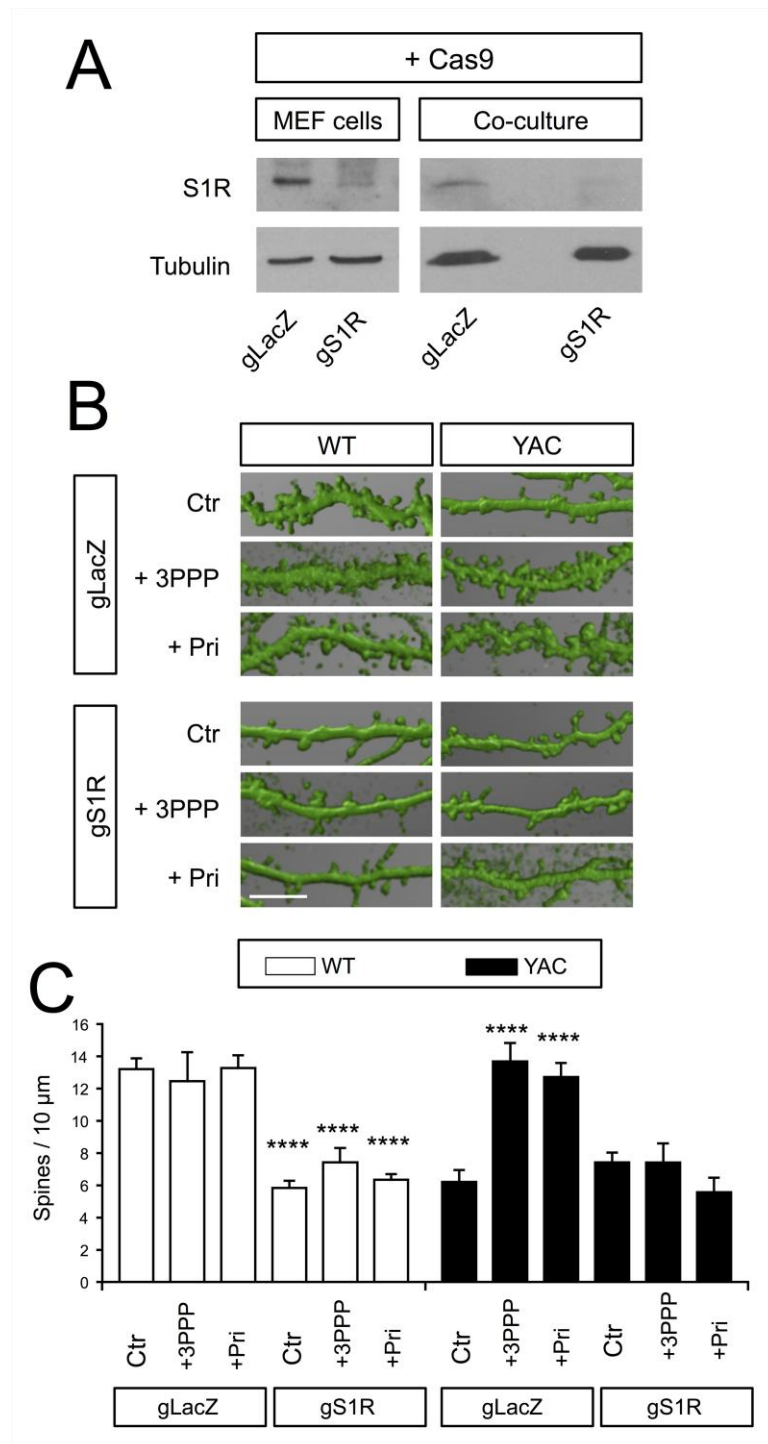 A
+ Cas9
MEF cells
Co-culture
S1R
Tubulin
gLacZ
gS1R
gLacZ
gS1R
B
WT
YAC
gLacZ
Ctr
+ 3PPP
+ Pri
gS1R
Ctr
+ 3PPP
+ Pri
WT
YAC
C
Spines / 10 µm
16
14
12
10
8
6
4
2
0
****
****
****
****
****
Ctr
+3PPP
+Pri
Ctr
+3PPP
+Pri
Ctr
+3PPP
+Pri
Ctr
+3PPP
+Pri
gLacZ
gS1R
gLacZ
gS1R